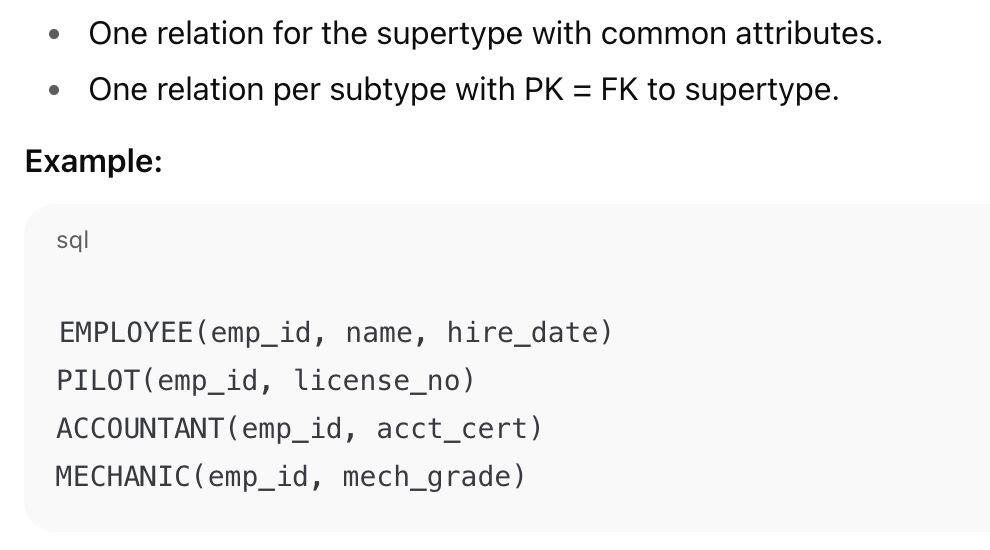 One relation for the supertype with common attributes.
One relation per subtype with PK = FK to supertype.
Example:
sql
EMPLOYEE(emp_id, name, hire_date)
PILOT(emp_id, license_no)
ACCOUNTANT(emp_id, acct_cert)
MECHANIC(emp_id, mech_grade)